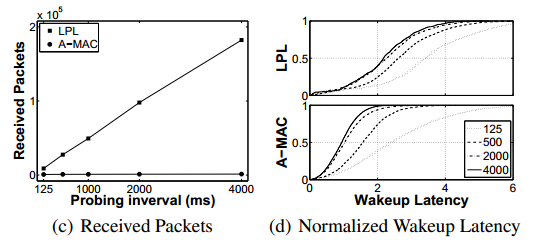 2 x 10^5
LPL
A−MAC
Received Packets
1
0
125 1000 2000 4000
Probing inverval (ms)
(c) Received Packets
LPL
1
0.5
0
A−MAC
1
0.5
0
125
500
2000
4000
0 2 4 6
Wakeup Latency
(d) Normalized Wakeup Latency